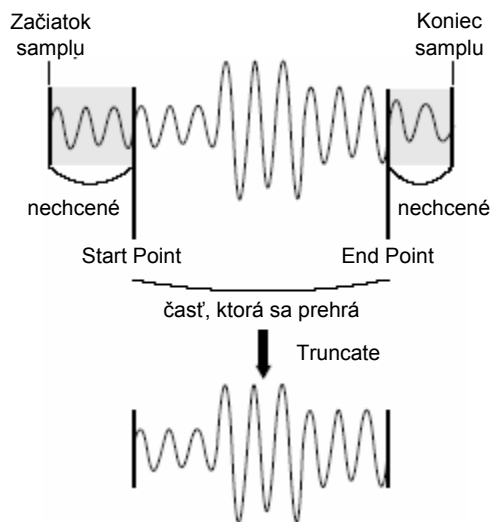 Začiatok
samplu
Koniec
samplu
nechcené
nechcené
Start Point
End Point
časť, ktorá sa prehrá
Truncate